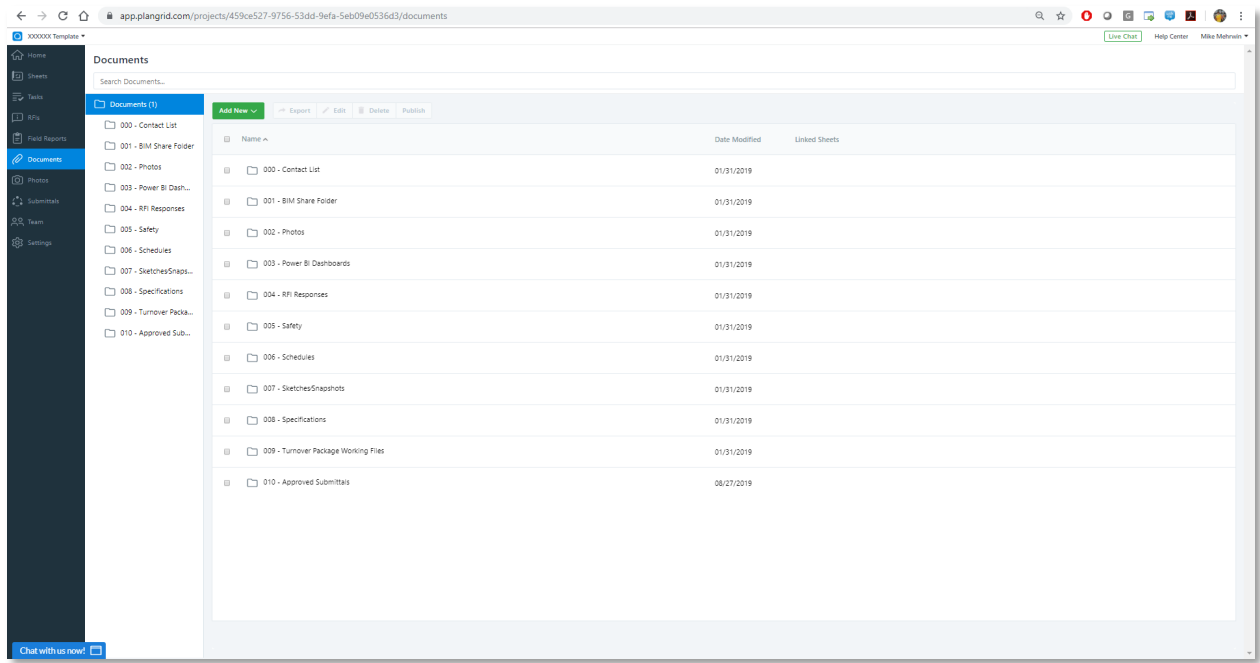 app.plangrid.com/projects/459ce527-9756-53dd-9efa-5eb09e0536d3/documents
XXXXXX Template
Live Chat Help Center Mike Mehrwin
Home
Sheets
Tasks
RFIs
Field Reports
Documents
Photos
Submittals
Team
Settings
Documents
Search Documents...
Documents (1)
000 - Contact List
001 - BIM Share Folder
002 - Photos
003 - Power BI Dash...
004 - RFI Responses
005 - Safety
006 - Schedules
007 - Sketches/Snaps...
008 - Specifications
009 - Turnover Packa...
010 - Approved Sub...
Add New Export Edit Delete Publish
Name Date Modified Linked Sheets
000 - Contact List 01/31/2019
001 - BIM Share Folder 01/31/2019
002 - Photos 01/31/2019
003 - Power BI Dashboards 01/31/2019
004 - RFI Responses 01/31/2019
005 - Safety 01/31/2019
006 - Schedules 01/31/2019
007 - Sketches/Snapshots 01/31/2019
008 - Specifications 01/31/2019
009 - Turnover Package Working Files 01/31/2019
010 - Approved Submittals 08/27/2019
Chat with us now!